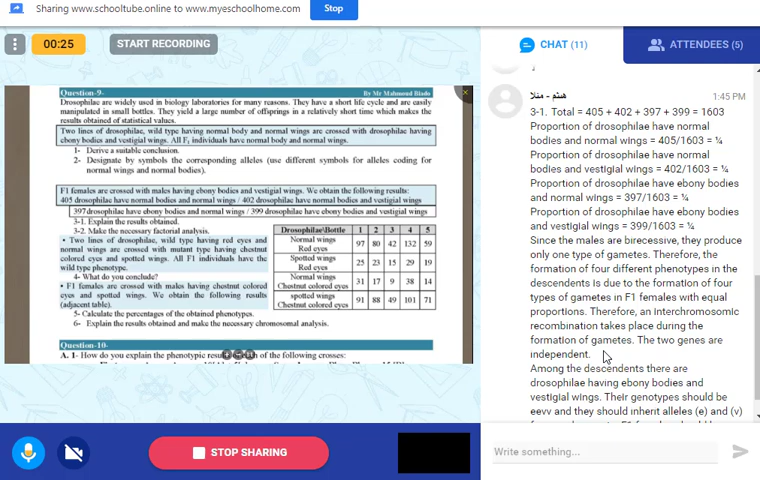 Sharing www.schooltube.online to www.myeschoolhome.com
Stop
00:25
START RECORDING
CHAT (11)
ATTENDEES (5)
Question-9
By Mr Mahmoud Blado
Drosophilae are widely used in biology laboratories for many reasons. They have a short life cycle and are easily
manipulated in small bottles. They yield a large number of offsprings in a relatively short time which makes the
results obtained of statistical values.
Two lines of drosophilae, wild type having normal body and normal wings are crossed with drosophilae having
ebony bodies and vestigial wings. All F₁ individuals have normal body and normal wings.
1- Derive a suitable conclusion.
2- Designate by symbols the corresponding alleles (use different symbols for alleles coding for
normal wings and normal bodies).
F1 females are crossed with males having ebony bodies and vestigial wings. We obtain the following results:
405 drosophilae have normal bodies and normal wings / 402 drosophilae have normal bodies and vestigial wings
397 drosophilae have ebony bodies and normal wings / 399 drosophilae have ebony bodies and vestigial wings
3-1. Explain the results obtained.
3-2. Make the necessary factorial analysis.
• Two lines of drosophilae, wild type having red eyes and
normal wings are crossed with mutant type having chestnut
colored eyes and spotted wings. All F1 individuals have the
wild type phenotype.
4- What do you conclude?
• F1 females are crossed with males having chestnut colored
eyes and spotted wings. We obtain the following results
(adjacent table).
5- Calculate the percentages of the obtained phenotypes.
6- Explain the results obtained and make the necessary chromosomal analysis.
Drosophilae\Bottle 1 2 3 4 5
Normal wings
Red eyes 97 80 42 132 59
Spotted wings
Red eyes 25 23 15 29 19
Normal wings
Chestnut colored eyes 31 17 9 38 14
spotted wings
Chestnut colored eyes 91 88 49 101 71
Question-10
A. 1- How do you explain the phenotypic results of each of the following crosses:
STOP SHARING
1:45 PM
3-1. Total = 405 + 402 + 397 + 399 = 1603
Proportion of drosophilae have normal
bodies and normal wings = 405/1603 = ¼
Proportion of drosophilae have normal
bodies and vestigial wings = 402/1603 = ¼
Proportion of drosophilae have ebony bodies
and normal wings = 397/1603 = ¼
Proportion of drosophilae have ebony bodies
and vestigial wings = 399/1603 = ¼
Since the males are birecessive, they produce
only one type of gametes. Therefore, the
formation of four different phenotypes in the
descendents is due to the formation of four
types of gametes in F1 females with equal
proportions. Therefore, an interchromosomic
recombination takes place during the
formation of gametes. The two genes are
independent.
Among the descendents there are
drosophilae having ebony bodies and
vestigial wings. Their genotypes should be
eevv and they should inherit alleles (e) and (v)
Write something...